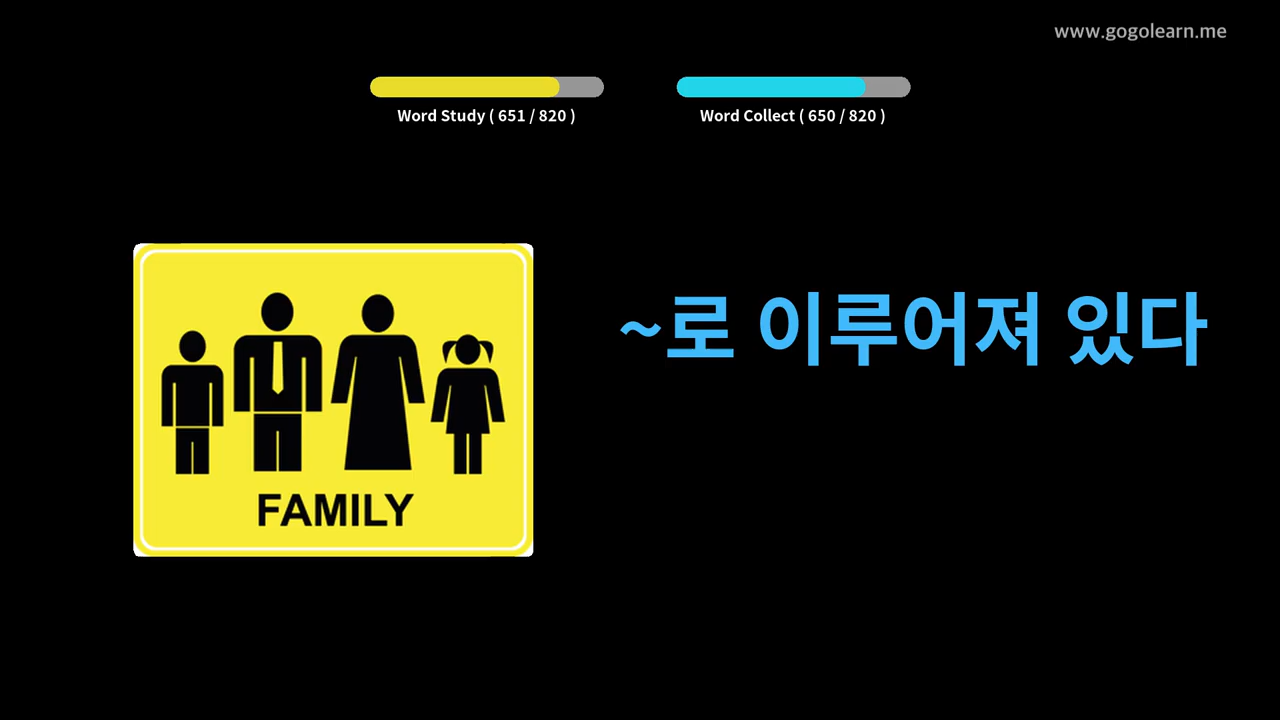 www.gogolearn.me
Word Study ( 651 / 820 )
Word Collect ( 650 / 820 )
~로 이루어져 있다
FAMILY